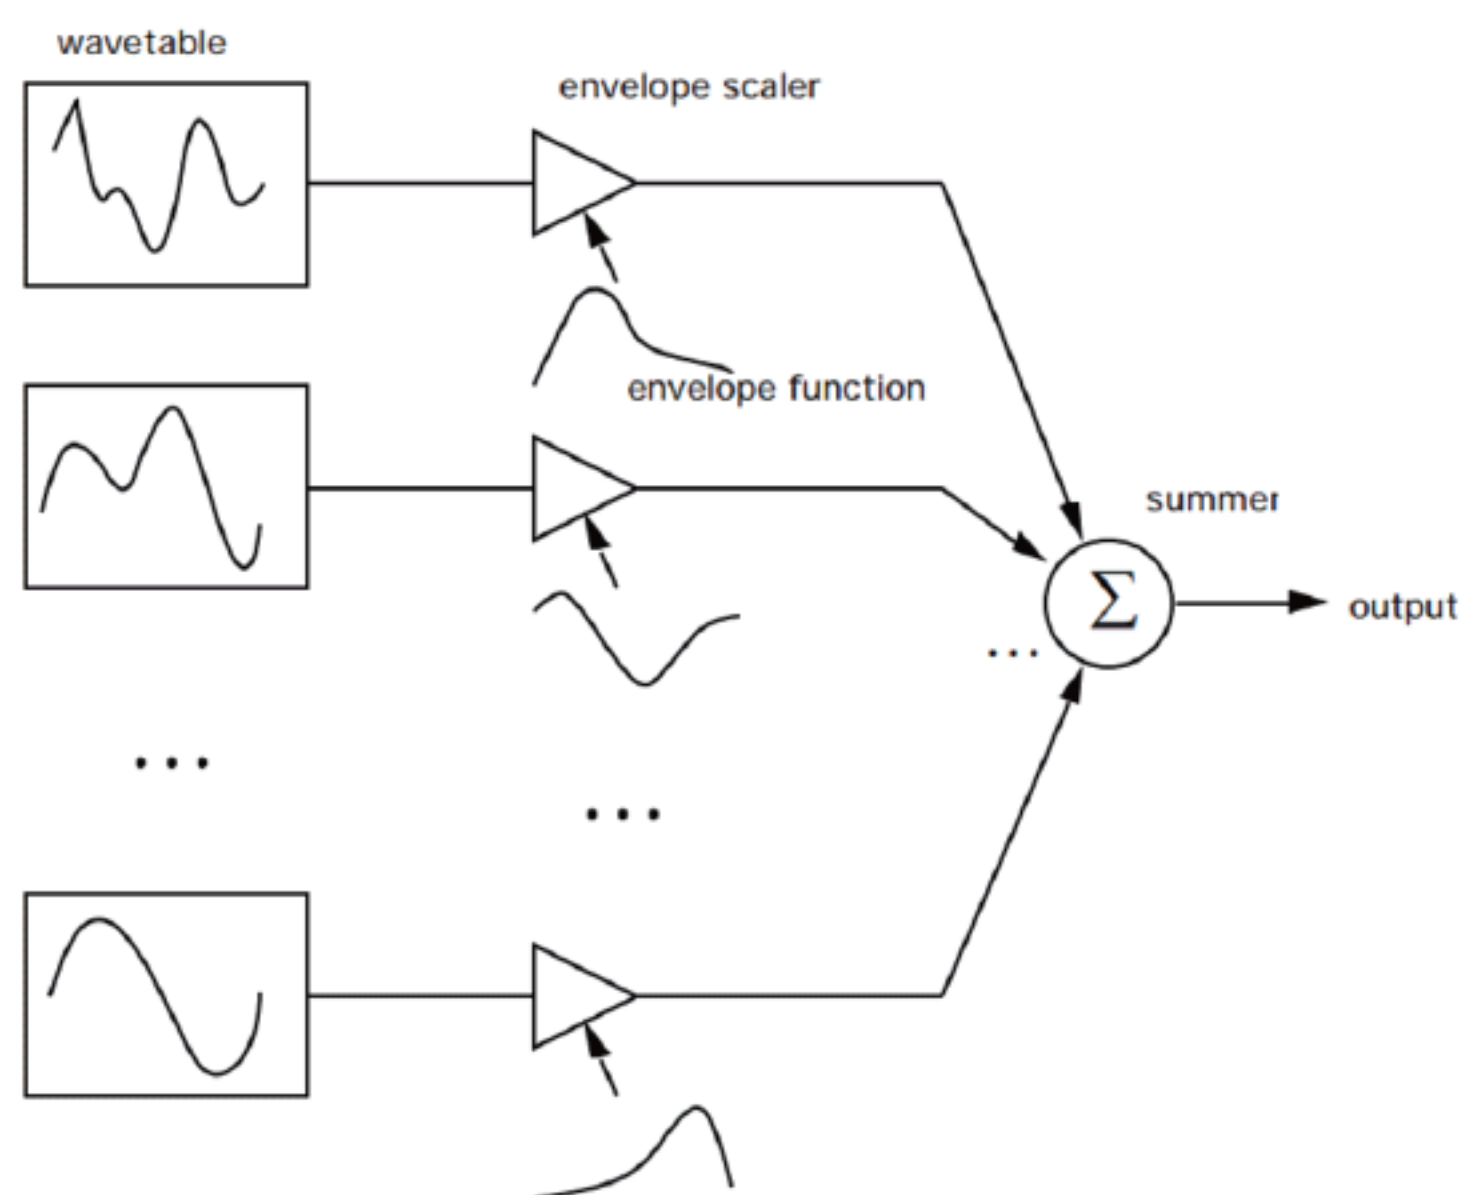 wavetable
envelope scaler
envelope function
summer
Σ
...
output
...
...